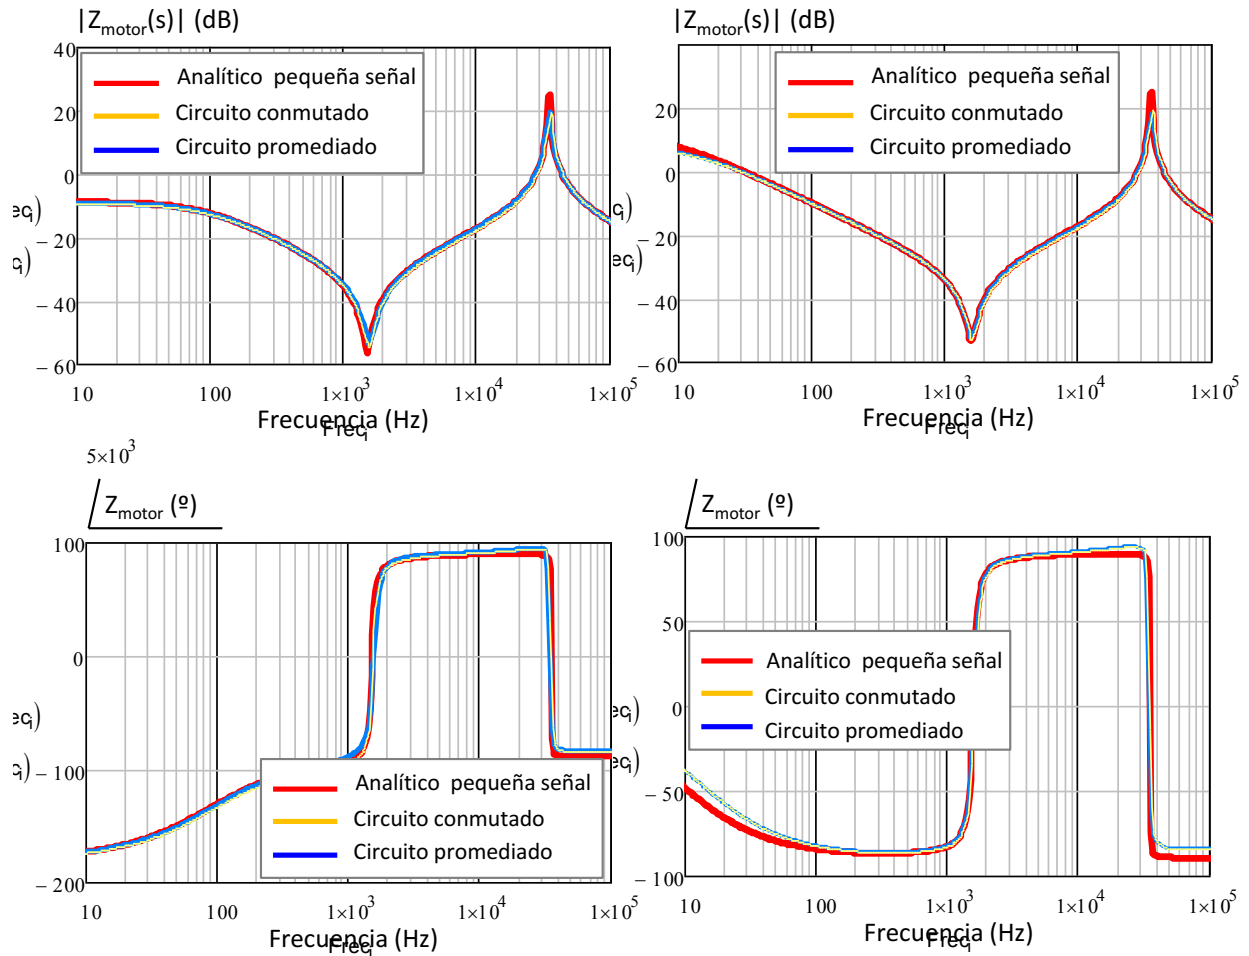 |Zmotor(s)| (dB)
40
20
0
−20
−40
−60
Analítico pequeña señal
Circuito conmutado
Circuito promediado
10
100
1×10³
1×10⁴
1×10⁵
Frecuencia (Hz)
Freqi
|Zmotor(s)| (dB)
20
0
−20
−40
−60
Analítico pequeña señal
Circuito conmutado
Circuito promediado
10
100
1×10³
1×10⁴
1×10⁵
Frecuencia (Hz)
Freqi
5×10³
Zmotor (º)
100
0
−100
−200
Analítico pequeña señal
Circuito conmutado
Circuito promediado
10
100
1×10³
1×10⁴
1×10⁵
Frecuencia (Hz)
Freqi
Zmotor (º)
100
50
0
−50
−100
Analítico pequeña señal
Circuito conmutado
Circuito promediado
10
100
1×10³
1×10⁴
1×10⁵
Frecuencia (Hz)
Freqi